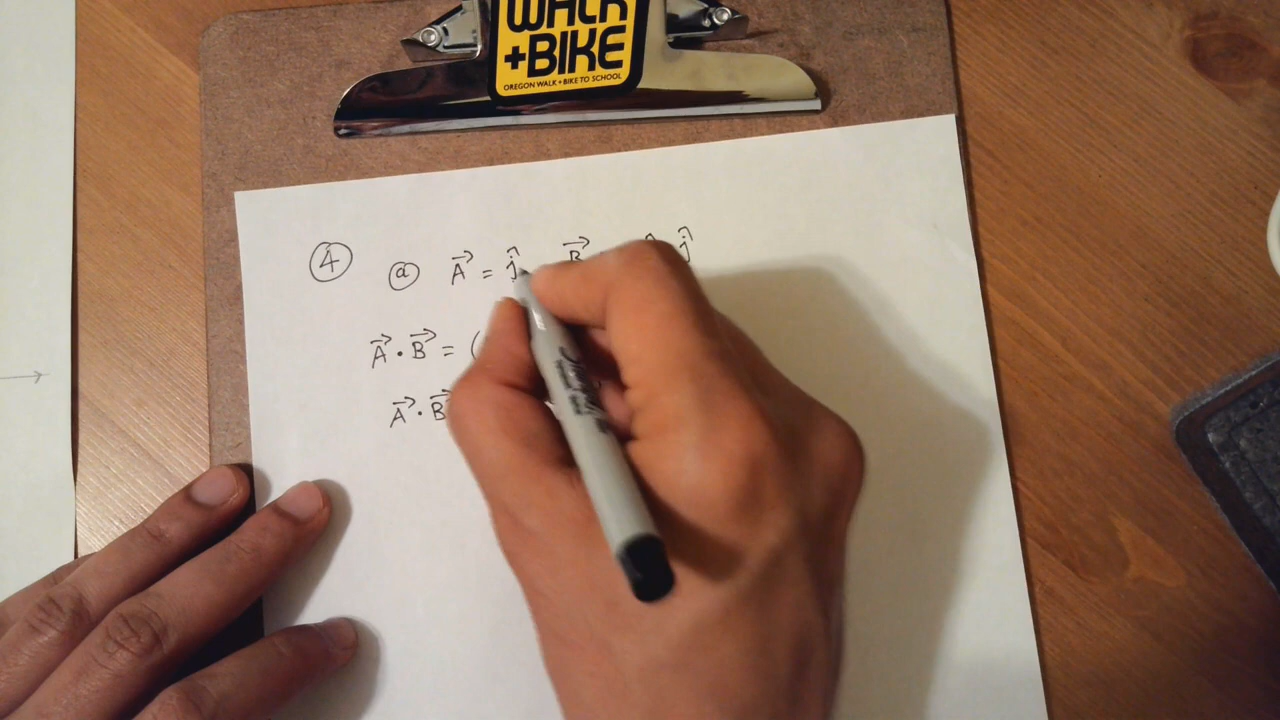 WALK
+BIKE
OREGON WALK+BIKE TO SCHOOL
④ ⓐ A⃗ = ĵ B⃗ ĵ
A⃗ · B⃗ = (
A⃗ · B⃗